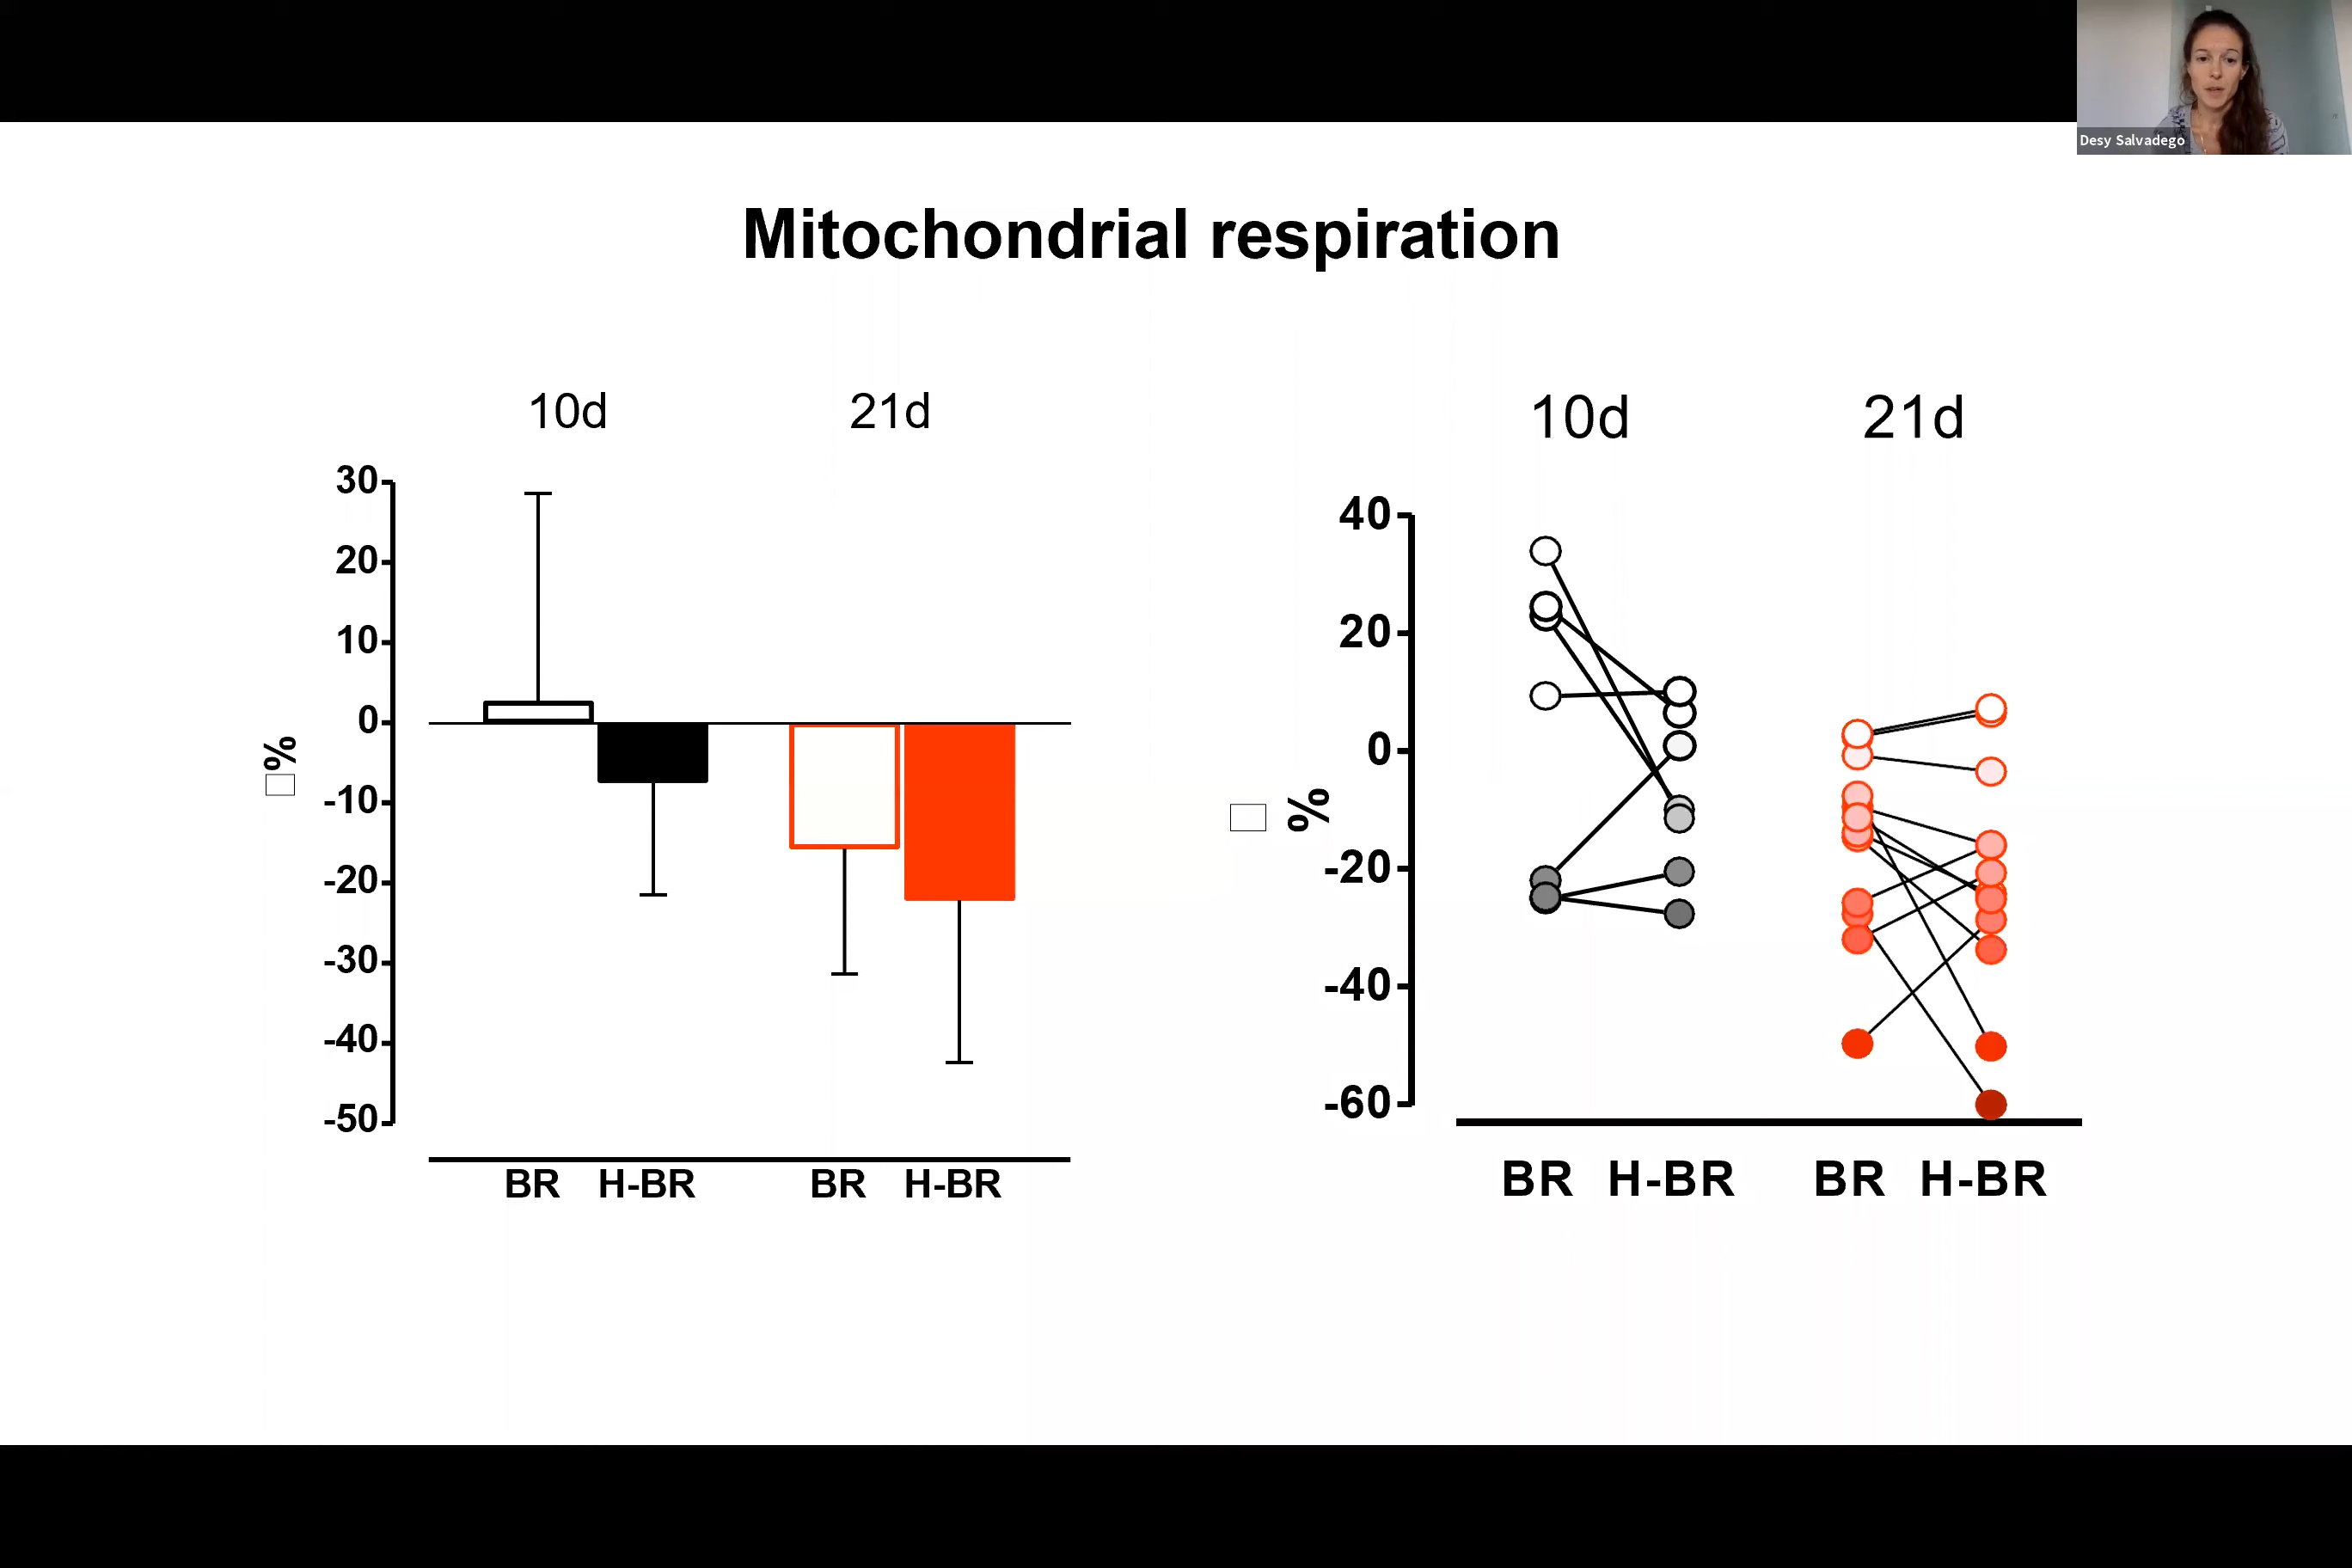 Desy Salvadego
Mitochondrial respiration
10d 21d
30
20
10
0
-10
-20
-30
-40
-50
□%
BR H-BR BR H-BR
10d 21d
40
20
0
-20
-40
-60
□ %
BR H-BR BR H-BR